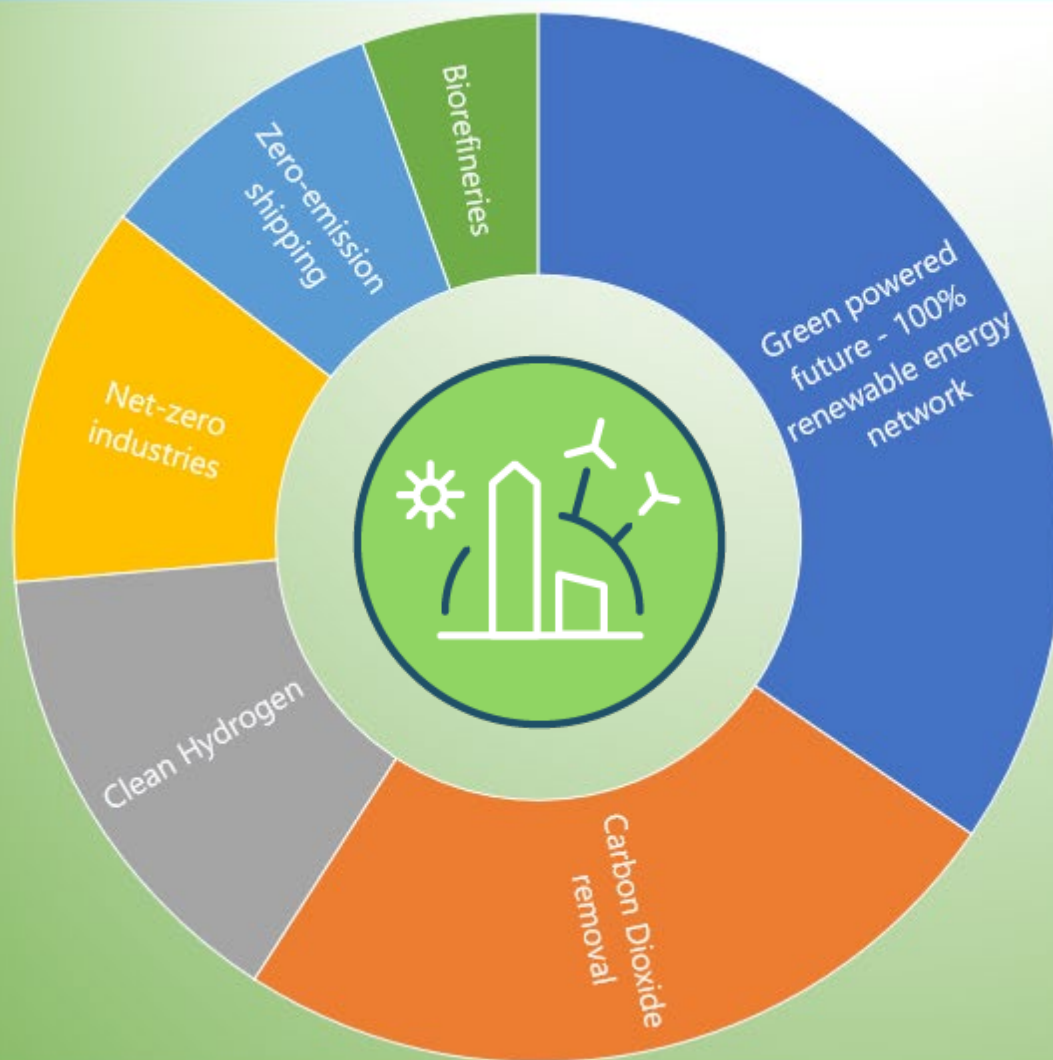 Green powered
future - 100%
renewable energy
network
Carbon Dioxide
removal
Clean Hydrogen
Net-zero
industries
Zero-emission
shipping
Biorefineries